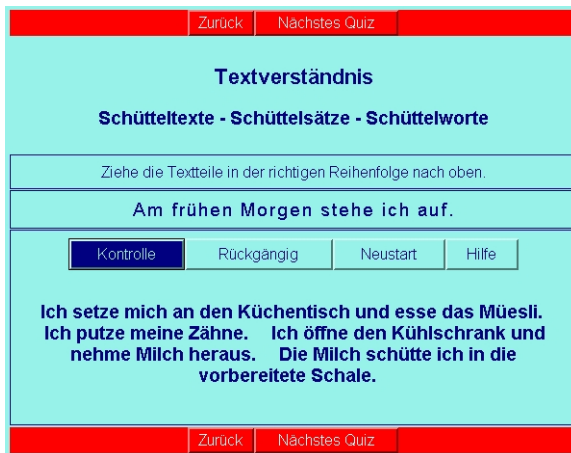 Zurück Nächstes Quiz
Textverständnis
Schütteltexte - Schüttelsätze - Schüttelworte
Ziehe die Textteile in der richtigen Reihenfolge nach oben.
Am frühen Morgen stehe ich auf.
Kontrolle Rückgängig Neustart Hilfe
Ich setze mich an den Küchentisch und esse das Müesli.
Ich putze meine Zähne. Ich öffne den Kühlschrank und
nehme Milch heraus. Die Milch schütte ich in die
vorbereitete Schale.
Zurück Nächstes Quiz